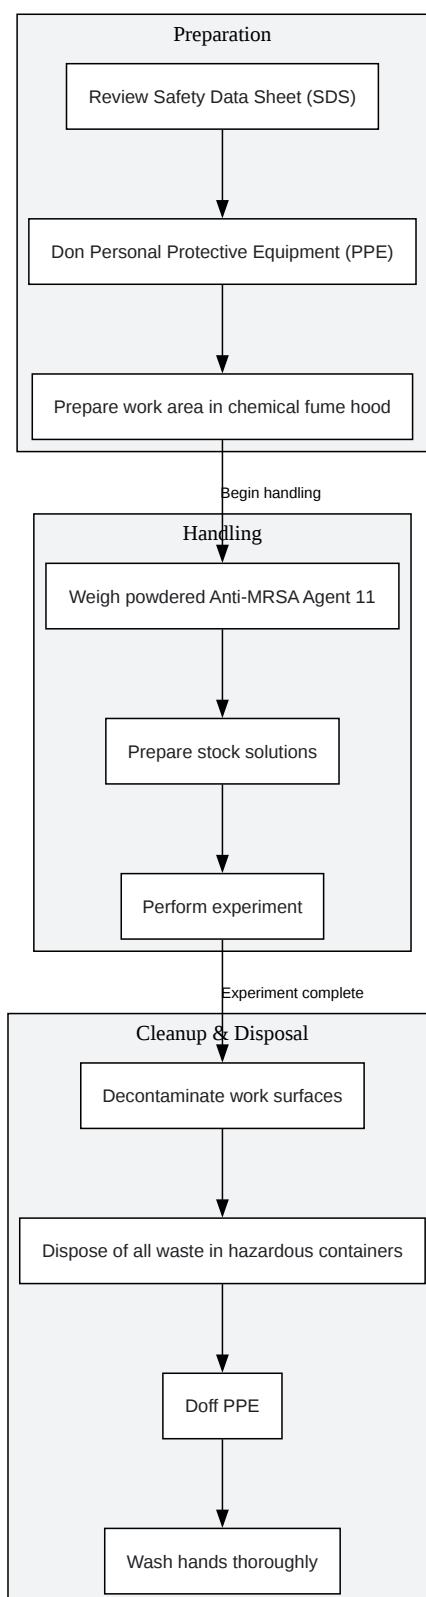 Preparation
Review Safety Data Sheet (SDS)
Don Personal Protective Equipment (PPE)
Prepare work area in chemical fume hood
Begin handling
Handling
Weigh powdered Anti-MRSA Agent 11
Prepare stock solutions
Perform experiment
Experiment complete
Cleanup & Disposal
Decontaminate work surfaces
Dispose of all waste in hazardous containers
Doff PPE
Wash hands thoroughly